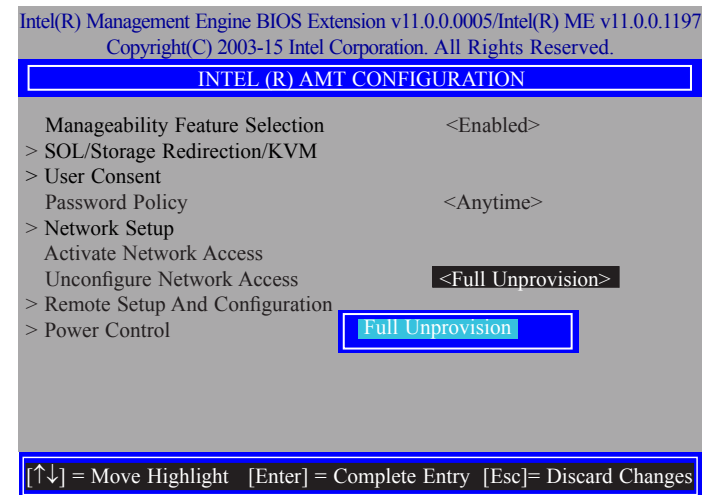 Intel(R) Management Engine BIOS Extension v11.0.0.0005/Intel(R) ME v11.0.0.1197
Copyright(C) 2003-15 Intel Corporation. All Rights Reserved.
INTEL (R) AMT CONFIGURATION
Manageability Feature Selection <Enabled>
> SOL/Storage Redirection/KVM
> User Consent
Password Policy <Anytime>
> Network Setup
Activate Network Access
Unconfigure Network Access <Full Unprovision>
> Remote Setup And Configuration
> Power Control
Full Unprovision
[↑↓] = Move Highlight [Enter] = Complete Entry [Esc]= Discard Changes